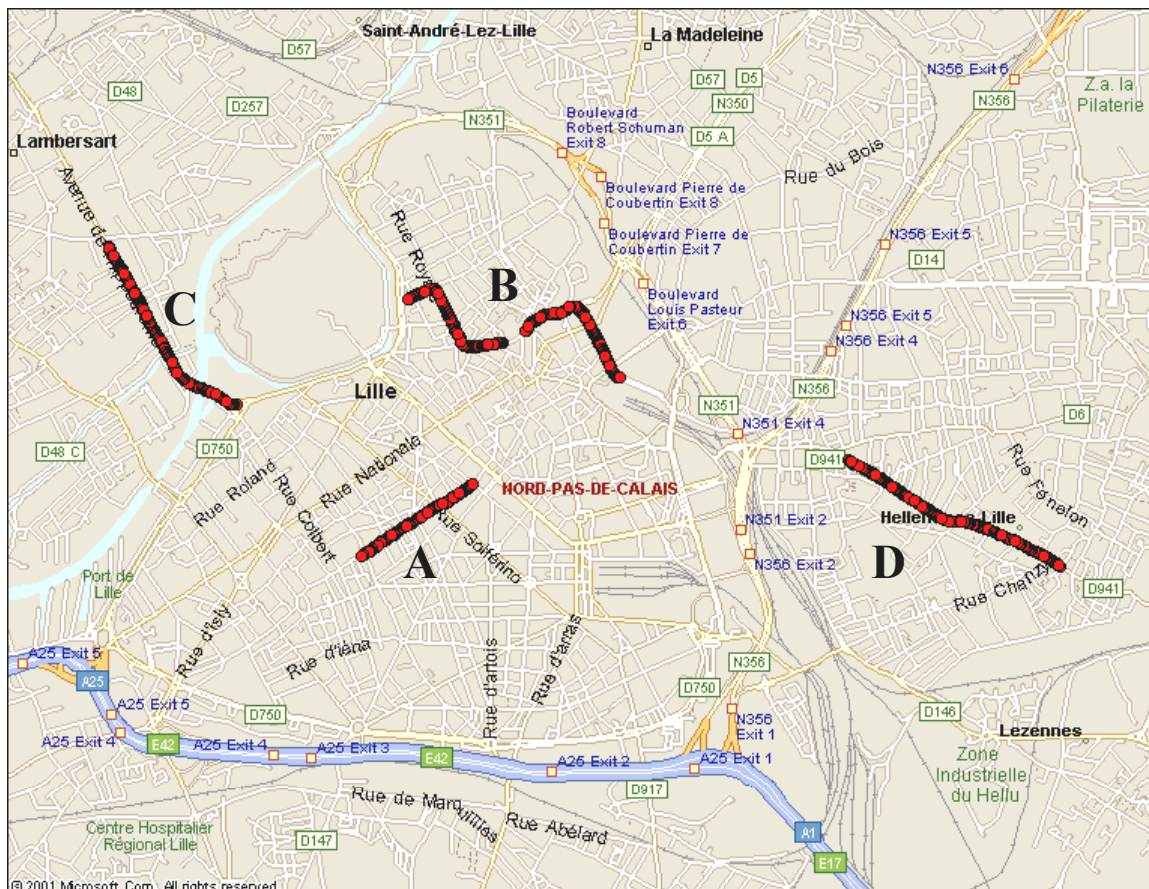 Saint-André-Lez-Lille
La Madeleine
D57
N356 Exit 6
D57
D5
N356
Z.a. la
Pilaterie
D48
D257
N350
N351
Boulevard
Robert Schuman
Exit 8
D5 A
Lambersart
Rue du Bois
Boulevard Pierre de
Coubertin Exit 8
Avenue de
Rue Roya
Boulevard Pierre de
Coubertin Exit 7
N356 Exit 5
D14
B
C
Boulevard
Louis Pasteur
Exit 6
N356 Exit 5
N356 Exit 4
Lille
N356
N351
D6
N351 Exit 4
D750
D48 C
D941
Rue Nationale
Rue Roland
Rue Colbert
NORD-PAS-DE-CALAIS
Rue Fénelon
Rue Solférino
N351 Exit 2
Lille
A
D
N356 Exit 2
Port de
Lille
Rue Chanzy
D941
Rue d'Isly
Rue d'iéna
Rue d'artois
Rue d'arras
A25 Exit 5
N356
A25
D750
A25 Exit 5
D750
D146
N356
Exit 1
Lezennes
A25 Exit 4
E42
A25 Exit 4
A25 Exit 3
E42
A25 Exit 2
A25 Exit 1
Zone
Industrielle
du Hellu
D917
Rue de Marquillies
Rue Abélard
Centre Hospitalier
Régional Lille
D147
A1
E17
© 2001 Microsoft Corp. All rights reserved